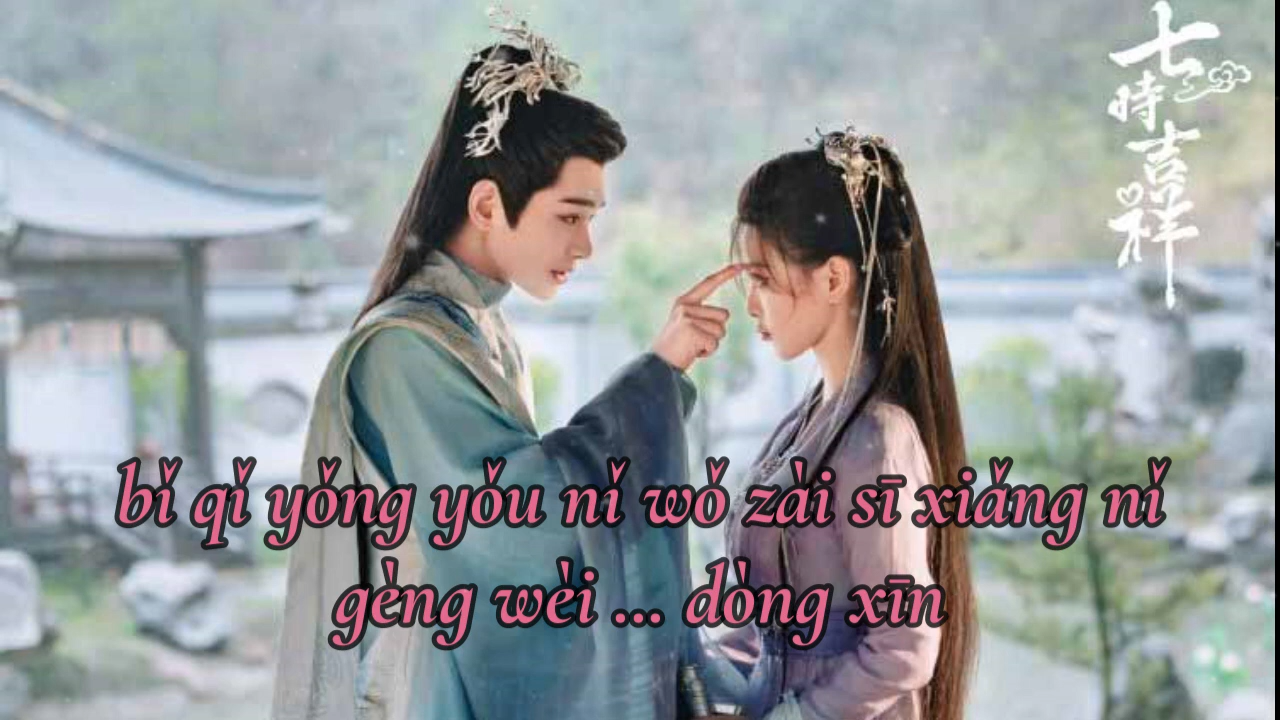 七時吉祥
bǐ qǐ yǒng yǒu nǐ wǒ zài sī xiǎng nǐ
gèng wèi ... dòng xīn